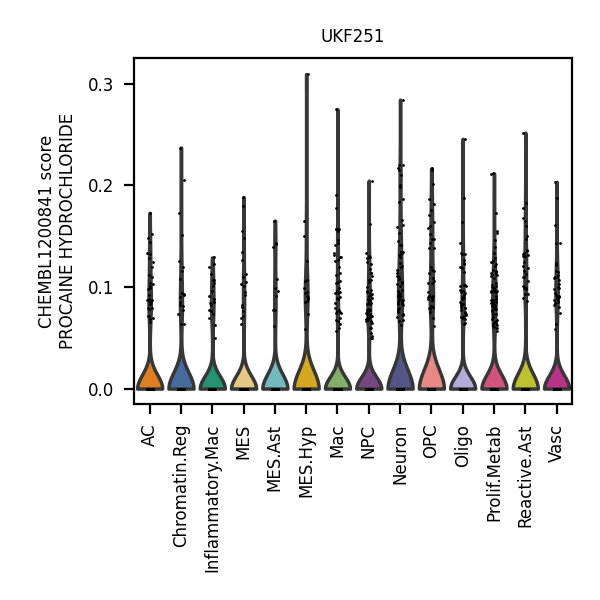 UKF251
CHEMBL1200841 score
PROCAINE HYDROCHLORIDE
0.3
0.2
0.1
0.0
AC
Chromatin.Reg
Inflammatory.Mac
MES
MES.Ast
MES.Hyp
Mac
NPC
Neuron
OPC
Oligo
Prolif.Metab
Reactive.Ast
Vasc